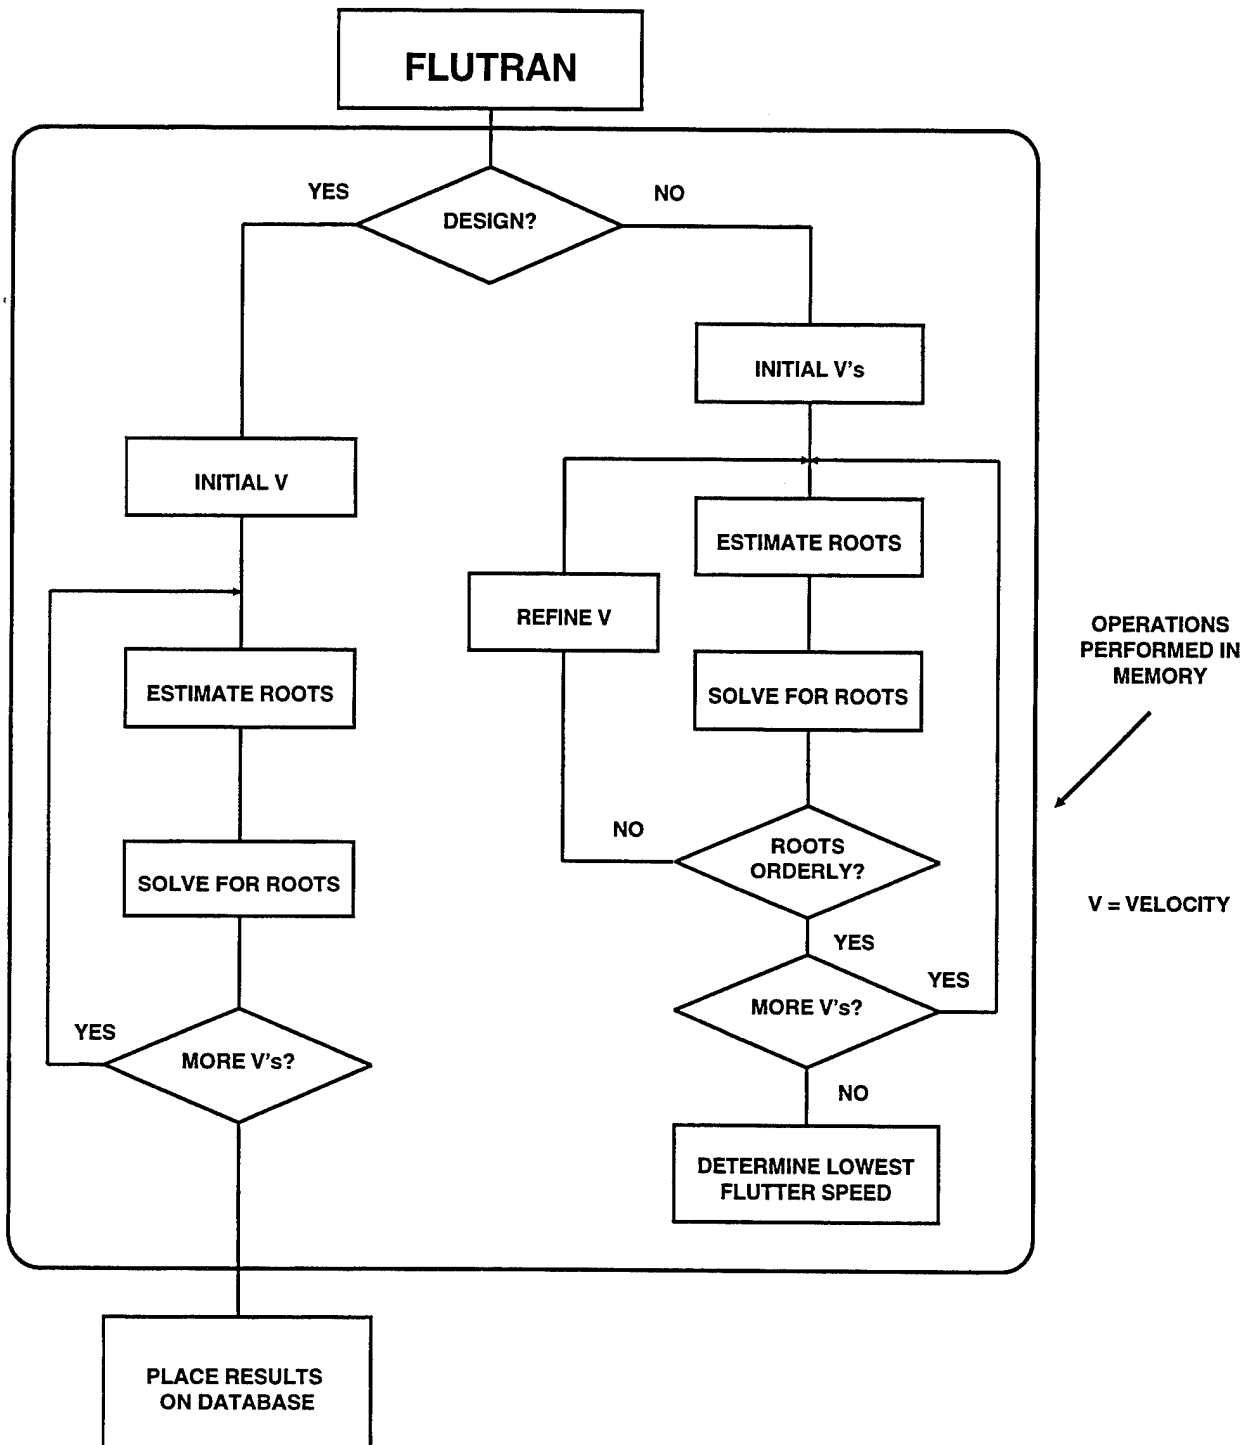 FLUTRAN
YES
NO
DESIGN?
INITIAL V's
INITIAL V
ESTIMATE ROOTS
REFINE V
OPERATIONS
PERFORMED IN
MEMORY
ESTIMATE ROOTS
SOLVE FOR ROOTS
NO
ROOTS
ORDERLY?
SOLVE FOR ROOTS
V = VELOCITY
YES
YES
MORE V's?
YES
MORE V's?
NO
DETERMINE LOWEST
FLUTTER SPEED
PLACE RESULTS
ON DATABASE